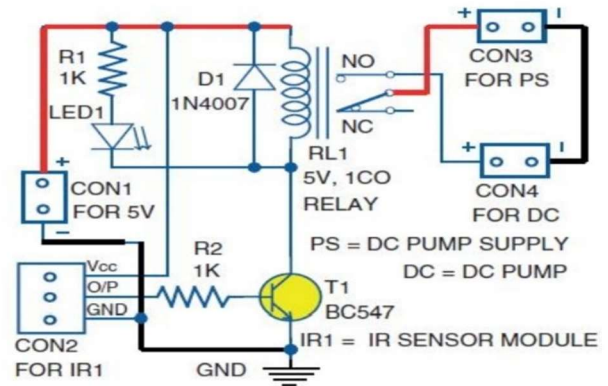 + –
CON3
FOR PS
R1
1K
LED1
D1
1N4007
NO
NC
RL1
5V, 1CO
RELAY
+ –
CON4
FOR DC
+
CON1
FOR 5V
–
PS = DC PUMP SUPPLY
DC = DC PUMP
R2
1K
Vcc
O/P
GND
T1
BC547
CON2
FOR IR1
GND
IR1 = IR SENSOR MODULE